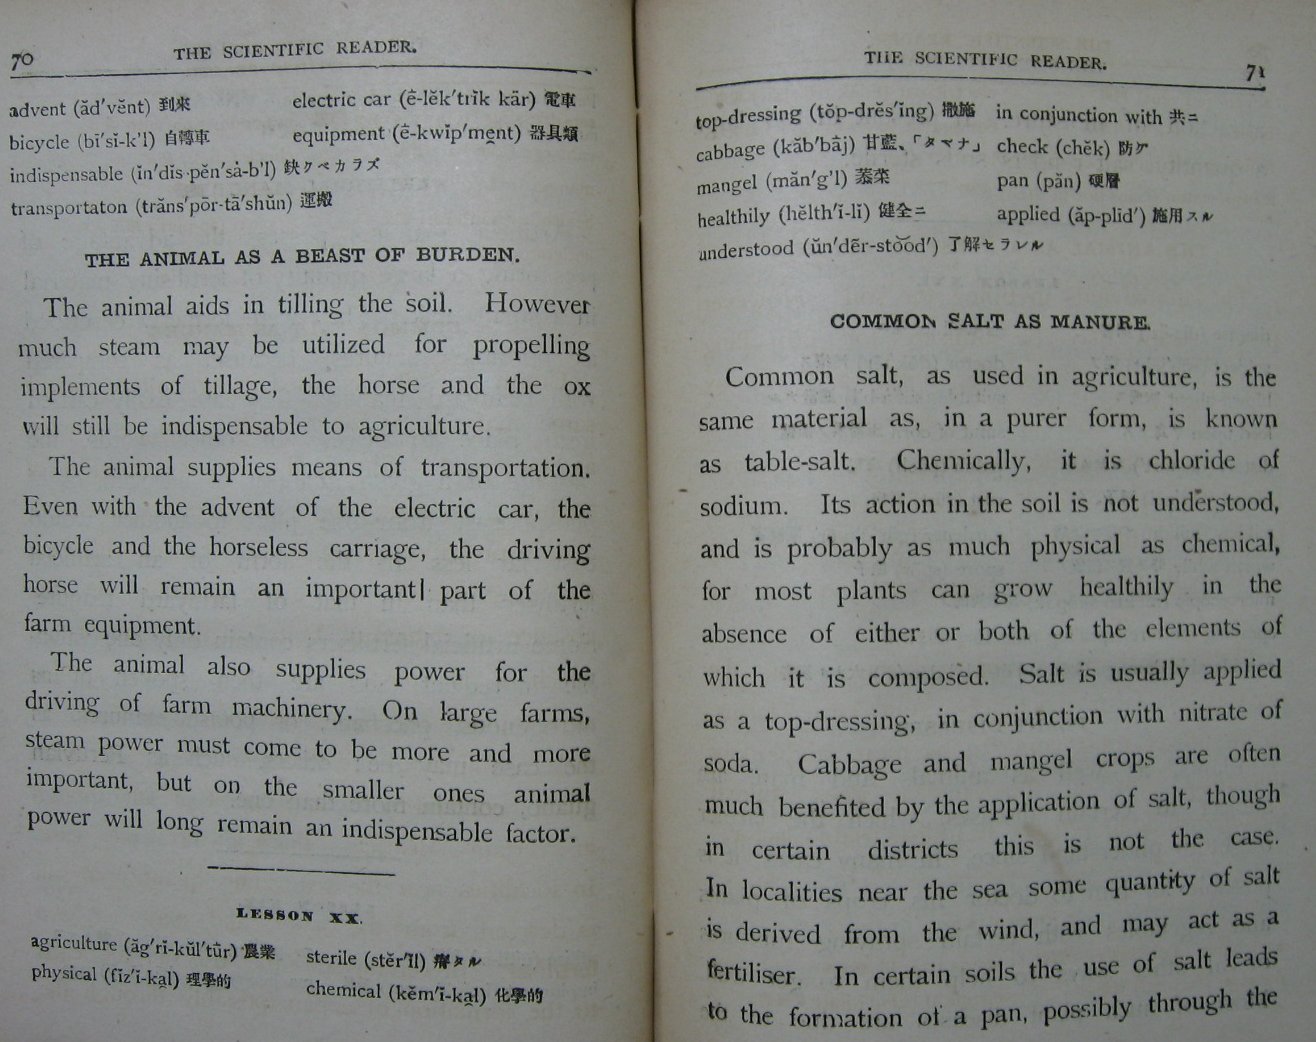 70
THE SCIENTIFIC READER.
advent (ăd′vĕnt) 到來
electric car (ē-lĕk′trĭk kär) 電車
bicycle (bī′sĭ-k'l) 自轉車
equipment (ē-kwĭp′mẹnt) 器具類
indispensable (ĭn′dĭs-pĕn′sȧ-b'l) 缺クベカラズ
transportaton (trăns′pōr-tā′shŭn) 運搬
THE ANIMAL AS A BEAST OF BURDEN.
The animal aids in tilling the soil. However
much steam may be utilized for propelling
implements of tillage, the horse and the ox
will still be indispensable to agriculture.
The animal supplies means of transportation.
Even with the advent of the electric car, the
bicycle and the horseless carriage, the driving
horse will remain an important part of the
farm equipment.
The animal also supplies power for the
driving of farm machinery. On large farms,
steam power must come to be more and more
important, but on the smaller ones animal
power will long remain an indispensable factor.
LESSON XX.
agriculture (ăg′rĭ-kŭl′tûr) 農業
sterile (stĕr′ĭl) 瘠タル
physical (fĭz′ĭ-kạl) 理學的
chemical (kĕm′ĭ-kạl) 化學的
THE SCIENTIFIC READER.
71
top-dressing (tŏp-drĕs′ĭng) 撒施
in conjunction with 共ニ
cabbage (kăb′bâj) 甘藍、「タマナ」
check (chĕk) 防グ
mangel (măn′g'l)
pan (păn) 硬層
healthily (hĕlth′ĭ-lĭ) 健全ニ
applied (ăp-plīd′) 施用スル
understood (ŭn′dẽr-stŏŏd′) 了解セラレル
COMMON SALT AS MANURE.
Common salt, as used in agriculture, is the
same material as, in a purer form, is known
as table-salt. Chemically, it is chloride of
sodium. Its action in the soil is not understood,
and is probably as much physical as chemical,
for most plants can grow healthily in the
absence of either or both of the elements of
which it is composed. Salt is usually applied
as a top-dressing, in conjunction with nitrate of
soda. Cabbage and mangel crops are often
much benefited by the application of salt, though
in certain districts this is not the case.
In localities near the sea some quantity of salt
is derived from the wind, and may act as a
fertiliser. In certain soils the use of salt leads
to the formation of a pan, possibly through the